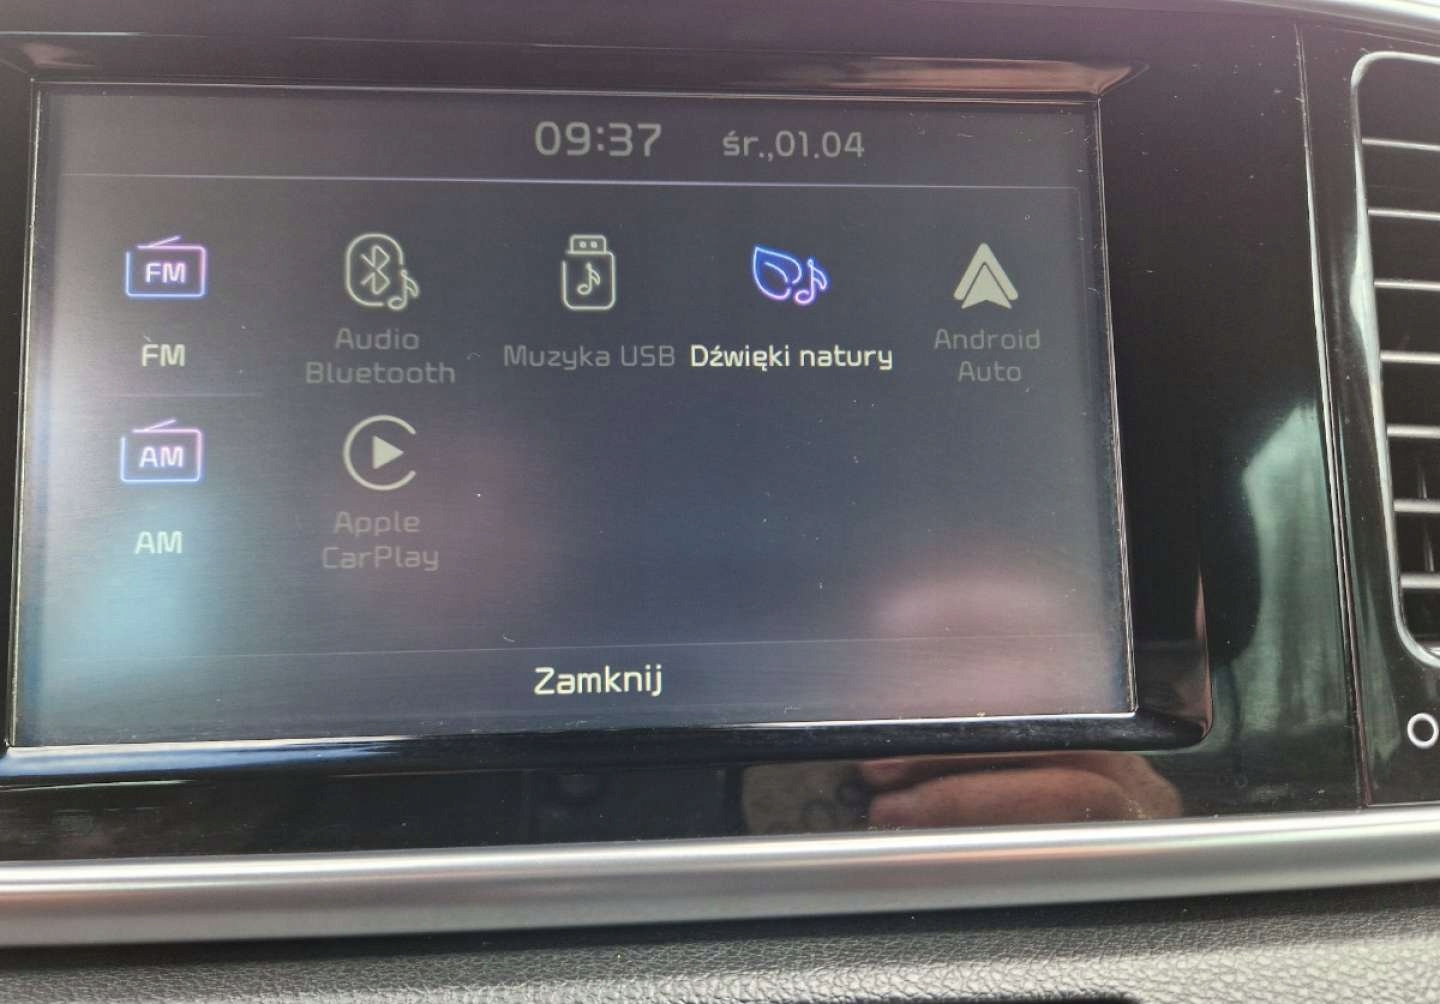 09:37 śr.,01.04
FM
FM
Audio
Bluetooth
Muzyka USB
Dźwięki natury
Android
Auto
AM
AM
Apple
CarPlay
Zamknij